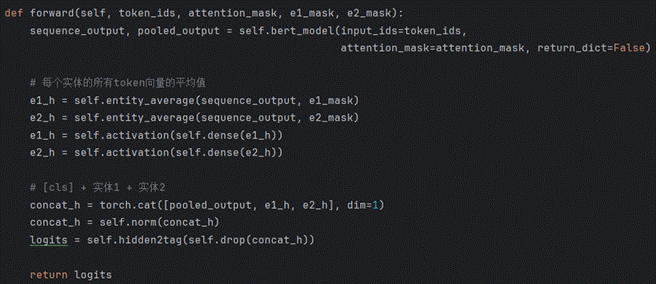 def forward(self, token_ids, attention_mask, e1_mask, e2_mask):
sequence_output, pooled_output = self.bert_model(input_ids=token_ids,
attention_mask=attention_mask, return_dict=False)
# 每个实体的所有token向量的平均值
e1_h = self.entity_average(sequence_output, e1_mask)
e2_h = self.entity_average(sequence_output, e2_mask)
e1_h = self.activation(self.dense(e1_h))
e2_h = self.activation(self.dense(e2_h))
# [cls] + 实体1 + 实体2
concat_h = torch.cat([pooled_output, e1_h, e2_h], dim=1)
concat_h = self.norm(concat_h)
logits = self.hidden2tag(self.drop(concat_h))
return logits